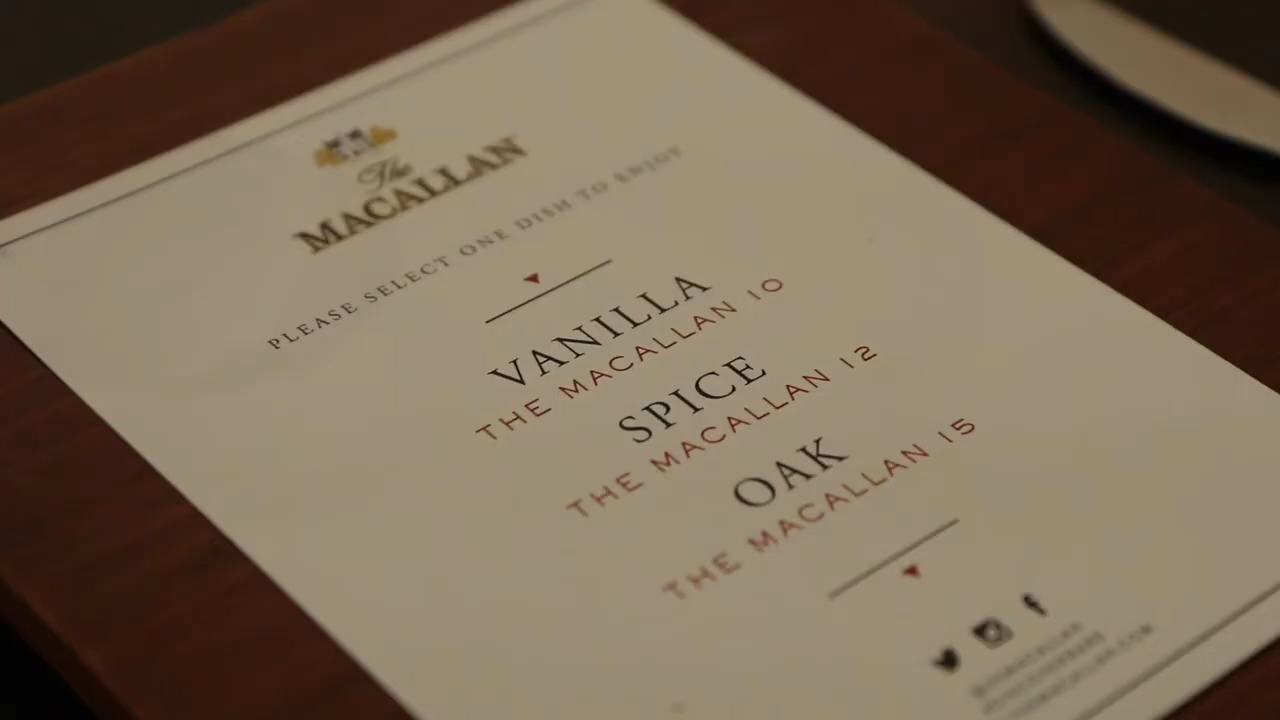 The
MACALLAN
PLEASE SELECT ONE DISH TO ENJOY
VANILLA
THE MACALLAN 10
SPICE
THE MACALLAN 12
OAK
THE MACALLAN 15